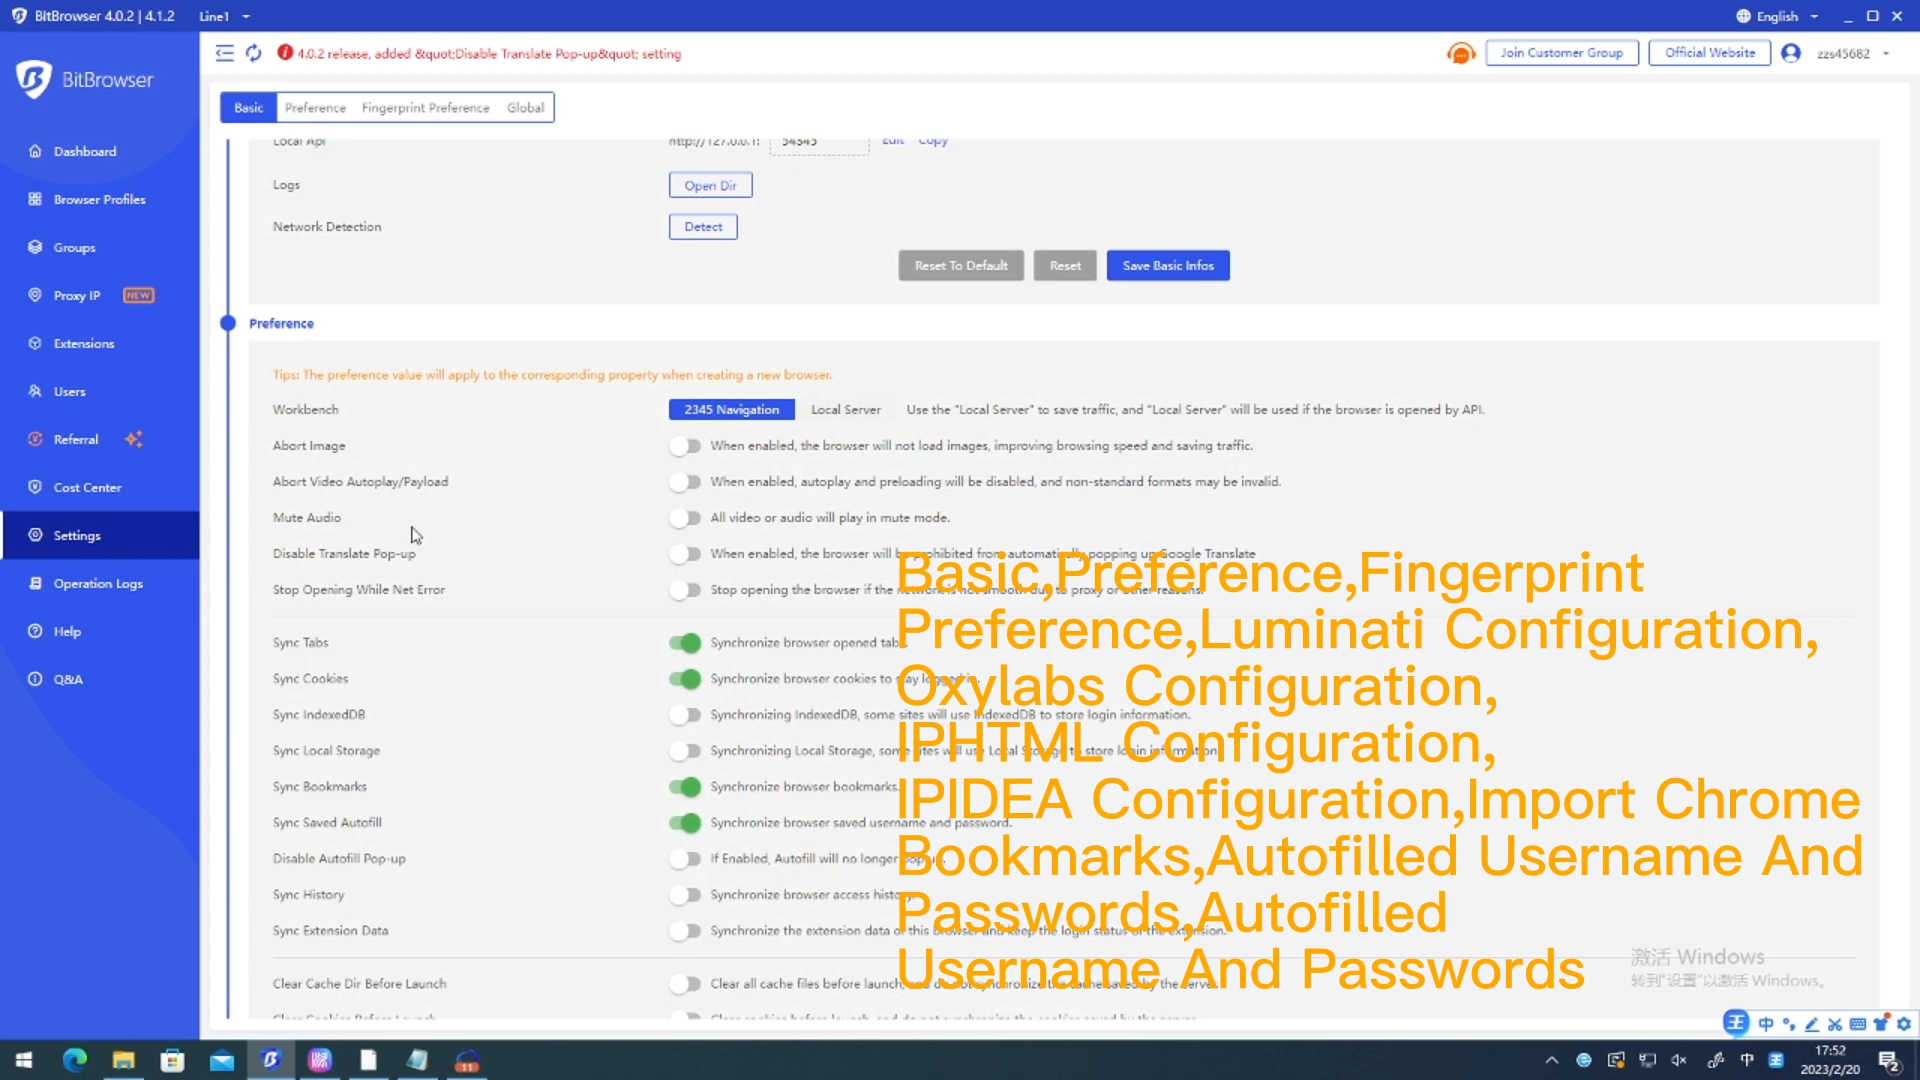 BitBrowser 4.0.2 | 4.1.2 Line1 English
BitBrowser
4.0.2 release, added &quot;Disable Translate Pop-up&quot; setting
Join Customer Group Official Website zzs45682
Basic Preference Fingerprint Preference Global
Dashboard
Browser Profiles
Groups
Proxy IP NEW
Extensions
Users
Referral
Cost Center
Settings
Operation Logs
Help
Q&A
Local Api http://127.0.0.1: 54345 Edit Copy
Logs Open Dir
Network Detection Detect
Reset To Default Reset Save Basic Infos
Preference
Tips: The preference value will apply to the corresponding property when creating a new browser.
Workbench 2345 Navigation Local Server Use the "Local Server" to save traffic, and "Local Server" will be used if the browser is opened by API.
Abort Image When enabled, the browser will not load images, improving browsing speed and saving traffic.
Abort Video Autoplay/Payload When enabled, autoplay and preloading will be disabled, and non-standard formats may be invalid.
Mute Audio All video or audio will play in mute mode.
Disable Translate Pop-up When enabled, the browser will be prohibited from automatically popping up Google Translate
Stop Opening While Net Error Stop opening the browser if the network is not smooth due to proxy or other reasons.
Sync Tabs Synchronize browser opened tabs.
Sync Cookies Synchronize browser cookies to stay logged in.
Sync IndexedDB Synchronizing IndexedDB, some sites will use IndexedDB to store login information.
Sync Local Storage Synchronizing Local Storage, some sites will use Local Storage to store login information.
Sync Bookmarks Synchronize browser bookmarks.
Sync Saved Autofill Synchronize browser saved username and password.
Disable Autofill Pop-up If Enabled, Autofill will no longer pop up.
Sync History Synchronize browser access history.
Sync Extension Data Synchronize the extension data of this browser and keep the login status of the extension.
Clear Cache Dir Before Launch Clear all cache files before launch, and do not synchronize the cache saved by the server.
Clear Cookies Before Launch Clear cookies before launch, and do not synchronize the cookies saved by the server.
Basic,Preference,Fingerprint
Preference,Luminati Configuration,
Oxylabs Configuration,
IPHTML Configuration,
IPIDEA Configuration,Import Chrome
Bookmarks,Autofilled Username And
Passwords,Autofilled
Username And Passwords
激活 Windows
转到"设置"以激活 Windows。
王 中
11 中 王 17:52
2023/2/20 2